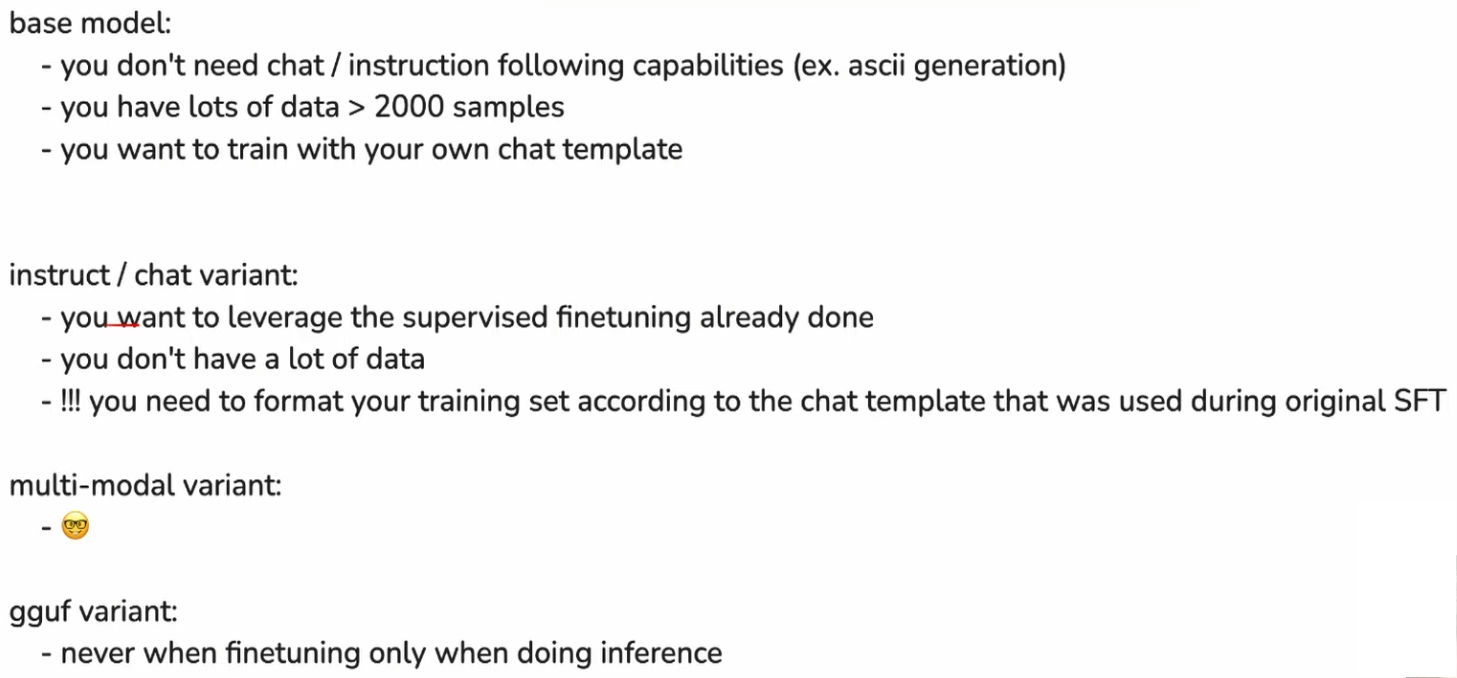 base model:
- you don't need chat / instruction following capabilities (ex. ascii generation)
- you have lots of data > 2000 samples
- you want to train with your own chat template
instruct / chat variant:
- you want to leverage the supervised finetuning already done
- you don't have a lot of data
- !!! you need to format your training set according to the chat template that was used during original SFT
multi-modal variant:
- 🤓
gguf variant:
- never when finetuning only when doing inference